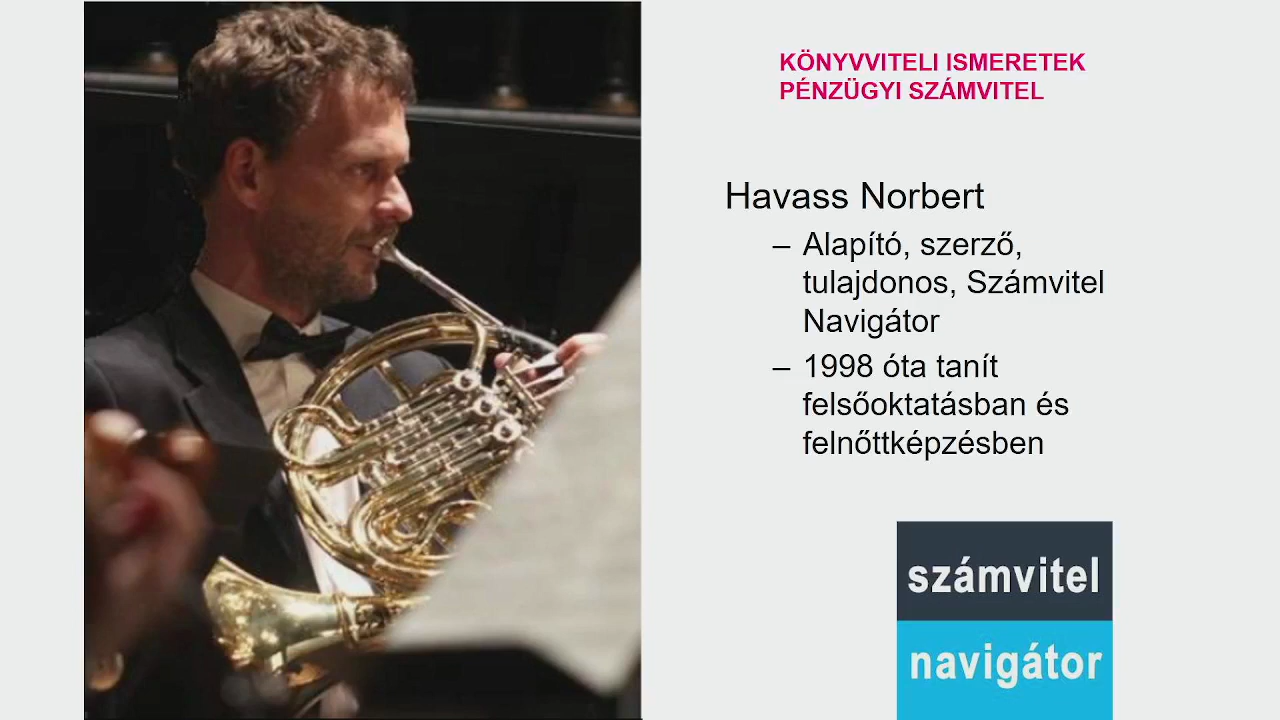 KÖNYVVITELI ISMERETEK
PÉNZÜGYI SZÁMVITEL
Havass Norbert
– Alapító, szerző,
tulajdonos, Számvitel
Navigátor
– 1998 óta tanít
felsőoktatásban és
felnőttképzésben
számvitel
navigátor